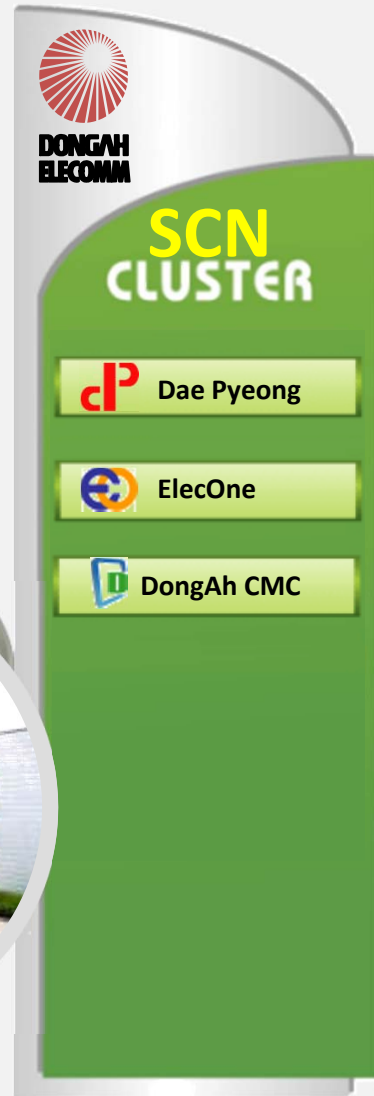 DONGAH
ELECOMM
SCN
CLUSTER
Dae Pyeong
ElecOne
DongAh CMC